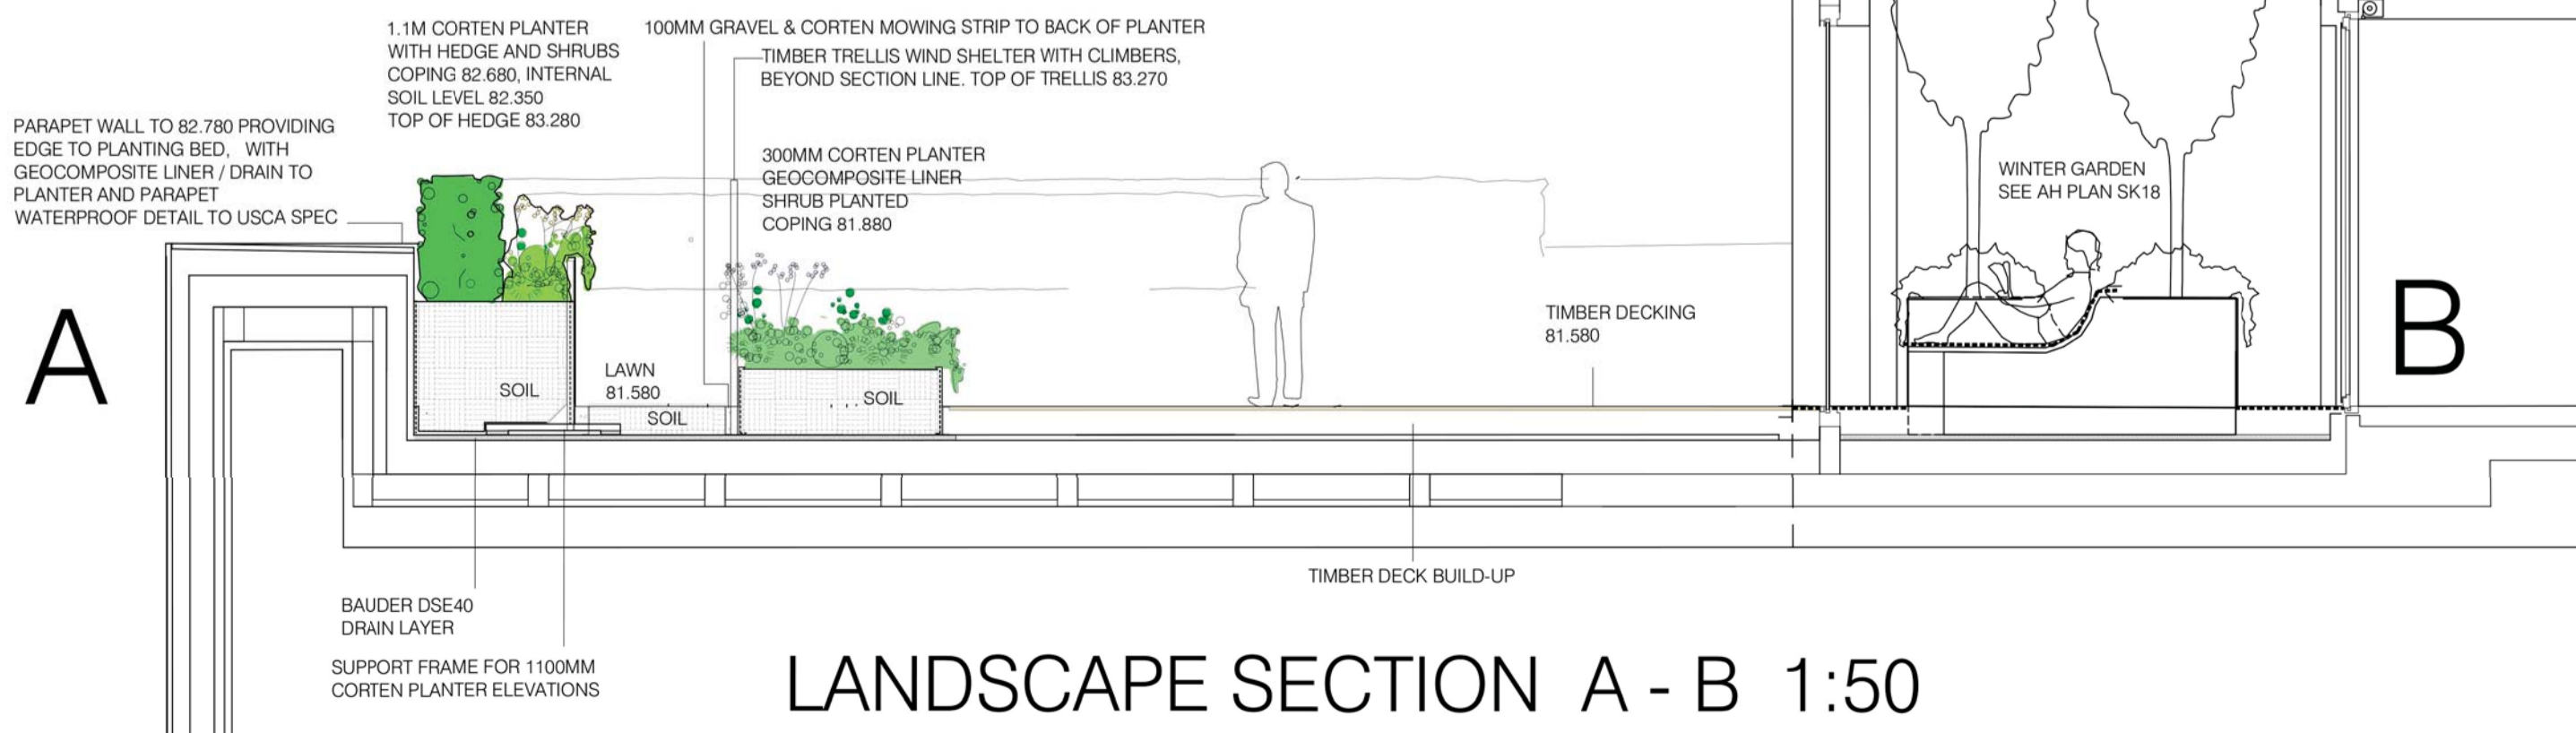 1.1M CORTEN PLANTER
WITH HEDGE AND SHRUBS
COPING 82.680, INTERNAL
SOIL LEVEL 82.350
TOP OF HEDGE 83.280
100MM GRAVEL & CORTEN MOWING STRIP TO BACK OF PLANTER
TIMBER TRELLIS WIND SHELTER WITH CLIMBERS,
BEYOND SECTION LINE. TOP OF TRELLIS 83.270
PARAPET WALL TO 82.780 PROVIDING
EDGE TO PLANTING BED, WITH
GEOCOMPOSITE LINER / DRAIN TO
PLANTER AND PARAPET
WATERPROOF DETAIL TO USCA SPEC
300MM CORTEN PLANTER
GEOCOMPOSITE LINER
SHRUB PLANTED
COPING 81.880
WINTER GARDEN
SEE AH PLAN SK18
A
B
TIMBER DECKING
81.580
LAWN
81.580
SOIL
SOIL
SOIL
TIMBER DECK BUILD-UP
BAUDER DSE40
DRAIN LAYER
SUPPORT FRAME FOR 1100MM
CORTEN PLANTER ELEVATIONS
LANDSCAPE SECTION A - B 1:50